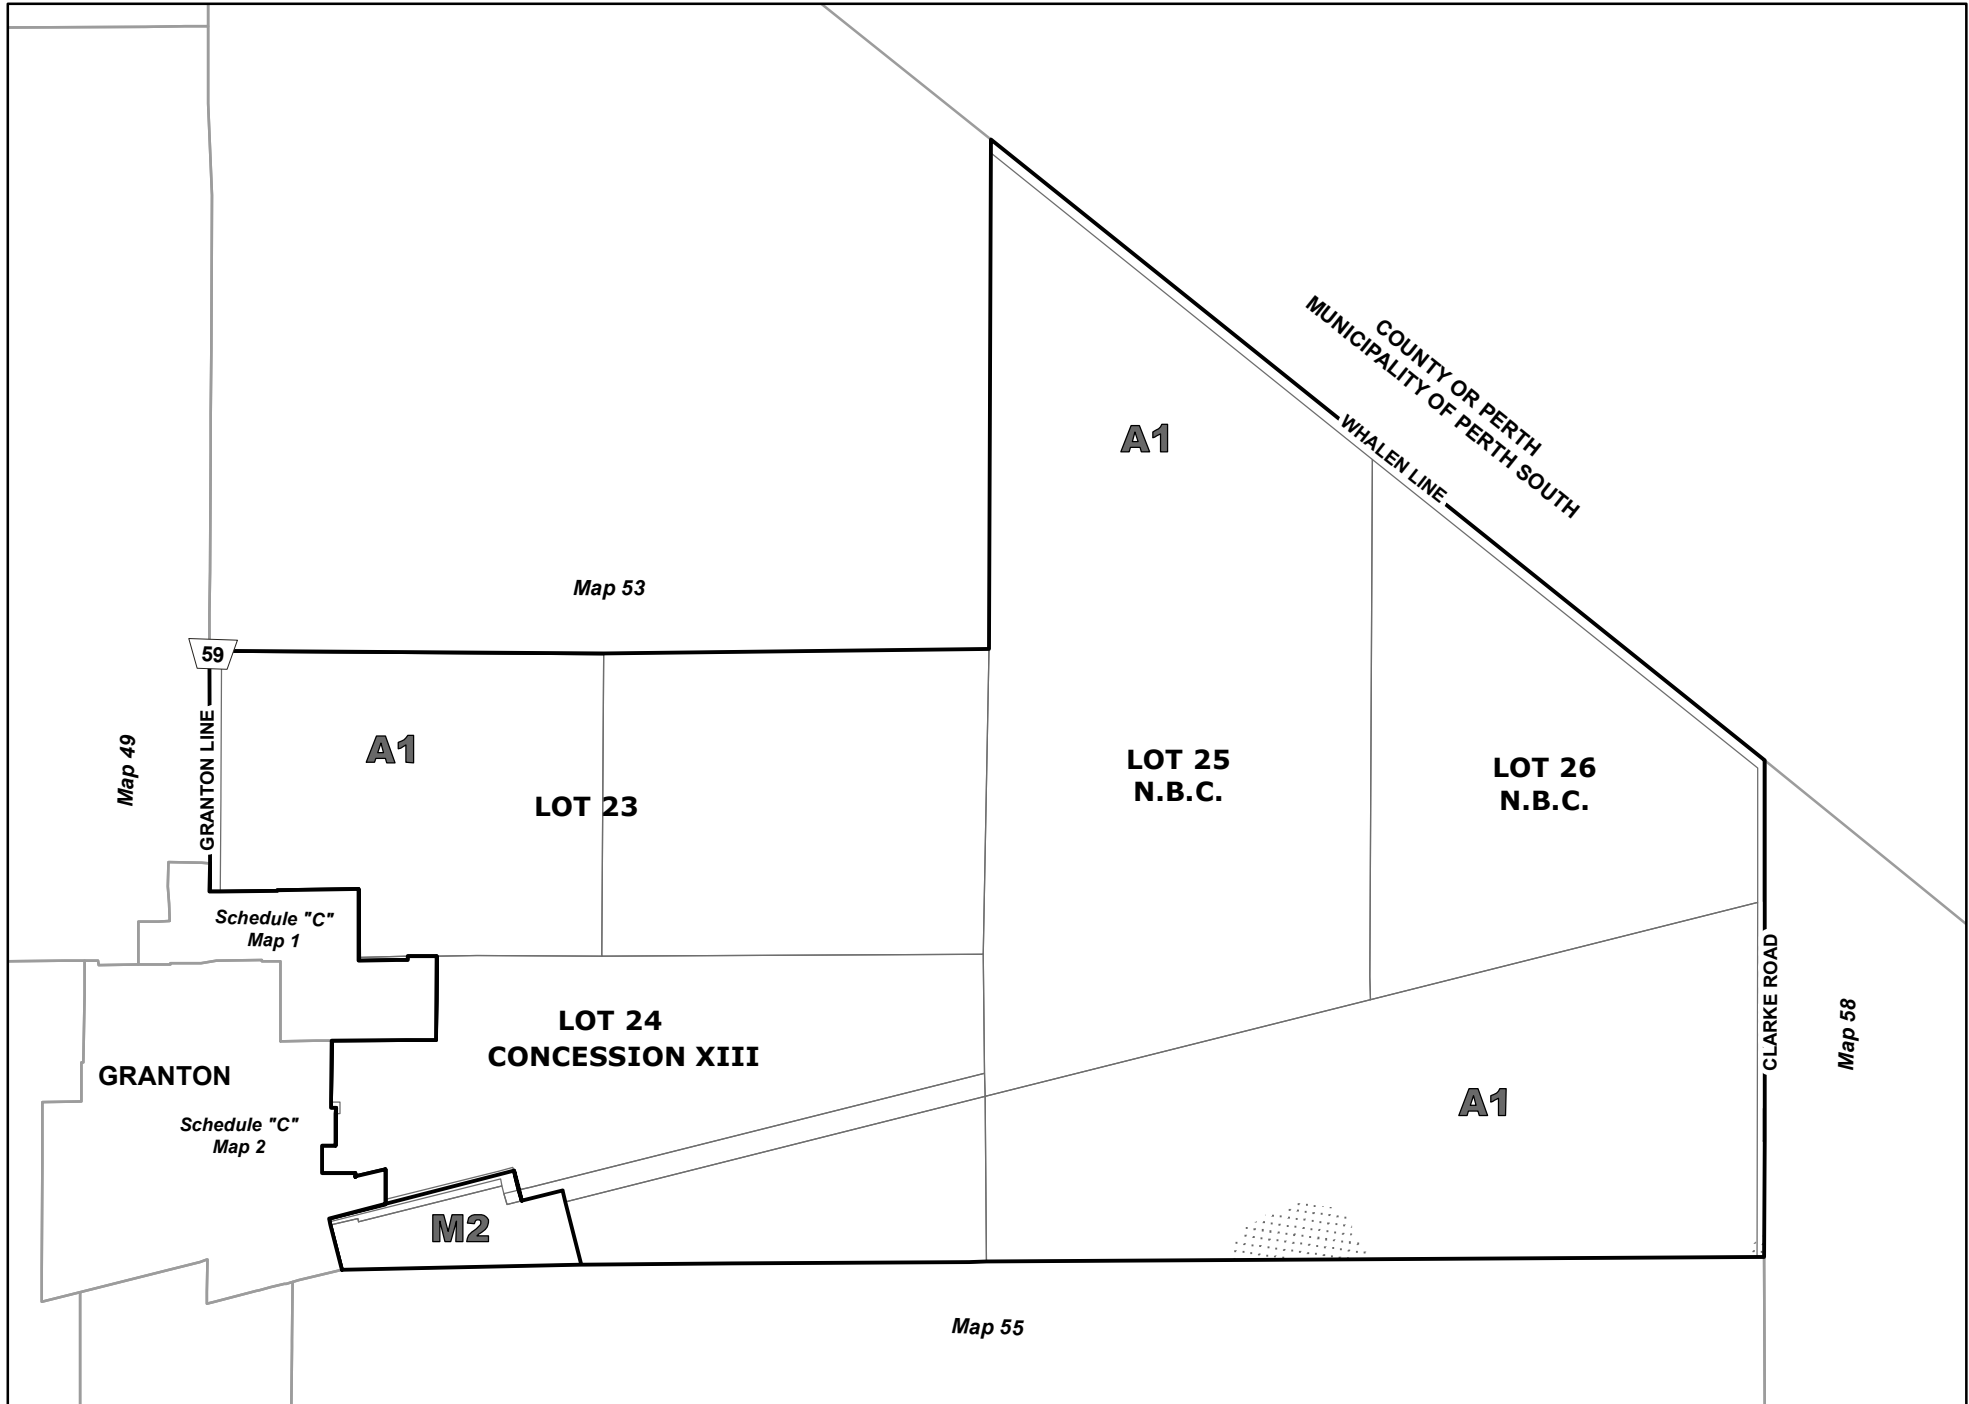 COUNTY OR PERTH
MUNICIPALITY OF PERTH SOUTH
WHALEN LINE
A1
Map 53
59
GRANTON LINE
Map 49
A1
LOT 23
LOT 25
N.B.C.
LOT 26
N.B.C.
Schedule "C"
Map 1
CLARKE ROAD
Map 58
LOT 24
CONCESSION XIII
GRANTON
Schedule "C"
Map 2
A1
M2
Map 55